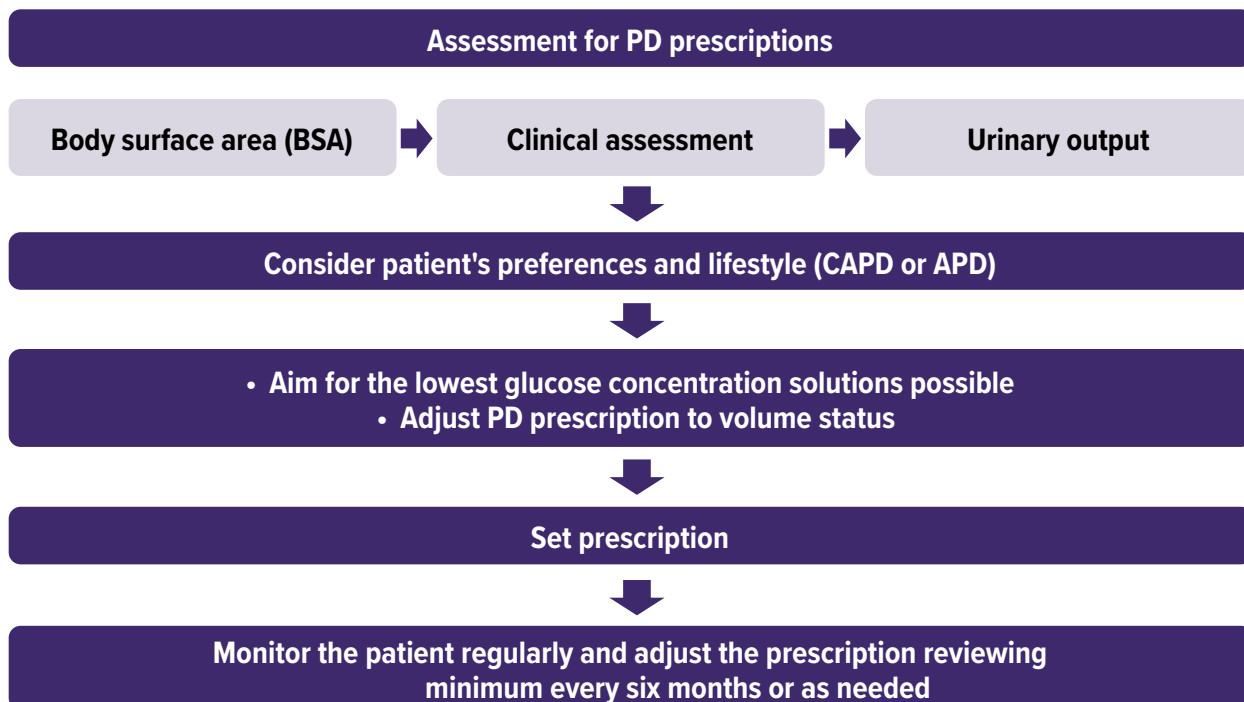 Assessment for PD prescriptions
Body surface area (BSA)
Clinical assessment
Urinary output
Consider patient's preferences and lifestyle (CAPD or APD)
• Aim for the lowest glucose concentration solutions possible
• Adjust PD prescription to volume status
Set prescription
Monitor the patient regularly and adjust the prescription reviewing
minimum every six months or as needed